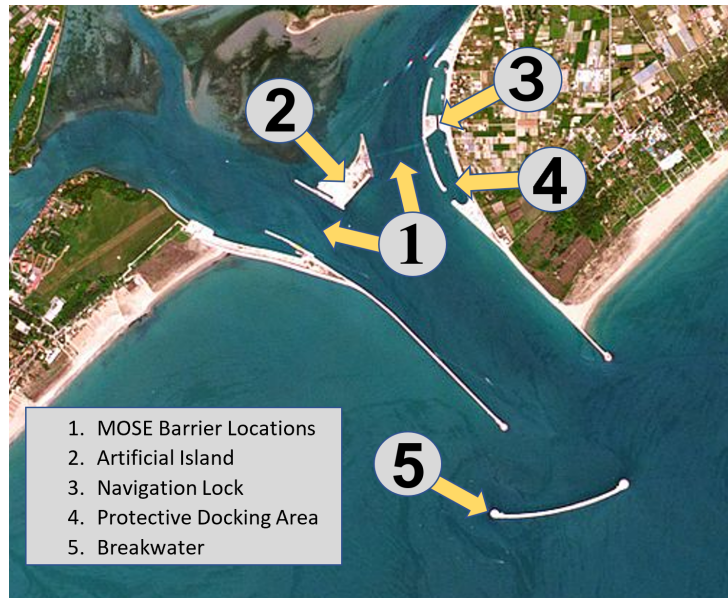 3
2
4
1
1. MOSE Barrier Locations
2. Artificial Island
3. Navigation Lock
4. Protective Docking Area
5. Breakwater
5